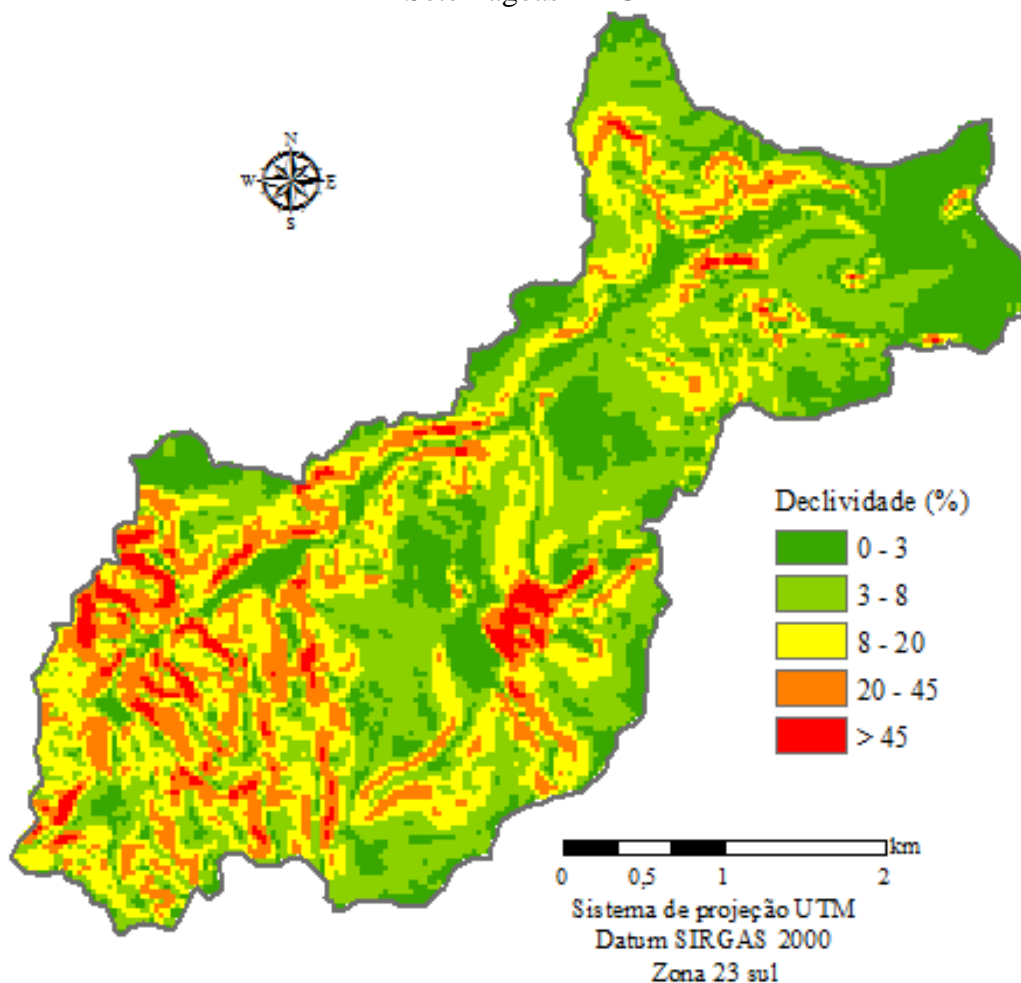 N
W
E
S
Declividade (%)
0 - 3
3 - 8
8 - 20
20 - 45
> 45
km
0 0,5 1 2
Sistema de projeção UTM
Datum SIRGAS 2000
Zona 23 sul